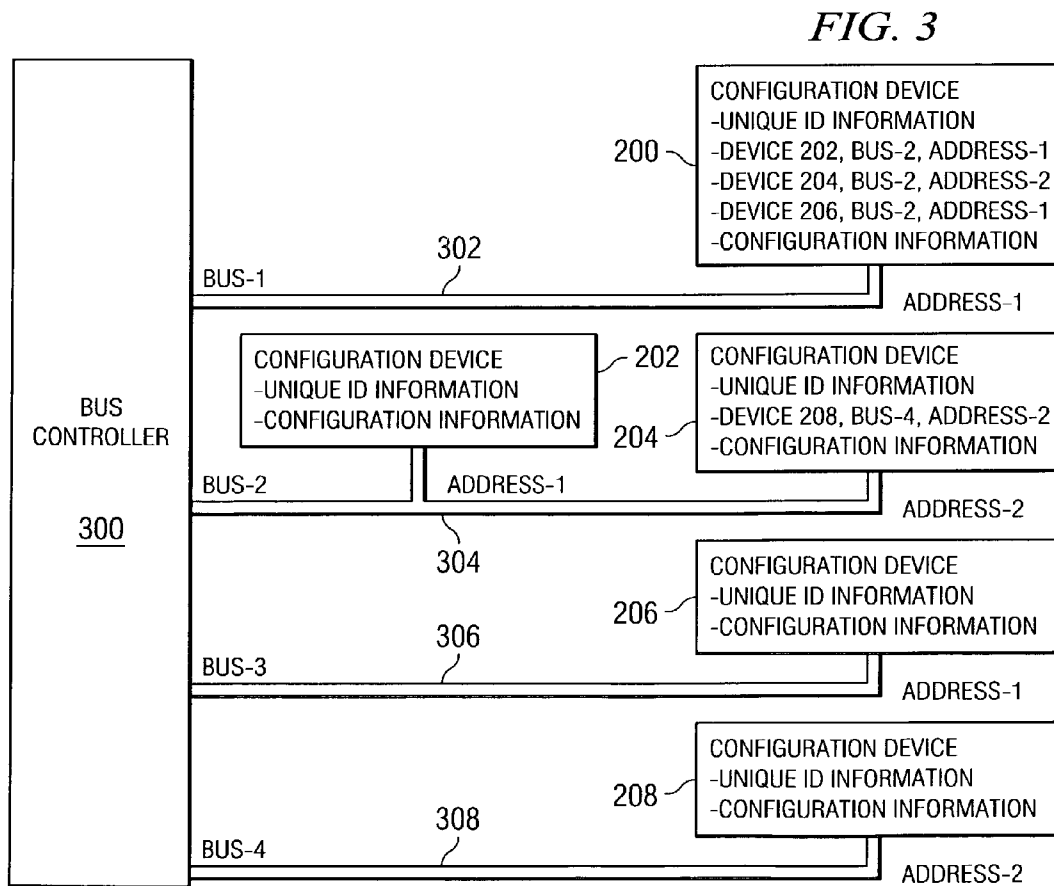 FIG. 3
CONFIGURATION DEVICE
-UNIQUE ID INFORMATION
-DEVICE 202, BUS-2, ADDRESS-1
-DEVICE 204, BUS-2, ADDRESS-2
-DEVICE 206, BUS-2, ADDRESS-1
-CONFIGURATION INFORMATION
200
302
BUS-1
ADDRESS-1
CONFIGURATION DEVICE
-UNIQUE ID INFORMATION
-CONFIGURATION INFORMATION
202
CONFIGURATION DEVICE
-UNIQUE ID INFORMATION
-DEVICE 208, BUS-4, ADDRESS-2
-CONFIGURATION INFORMATION
204
BUS
CONTROLLER
300
BUS-2
ADDRESS-1
ADDRESS-2
304
CONFIGURATION DEVICE
-UNIQUE ID INFORMATION
-CONFIGURATION INFORMATION
206
306
BUS-3
ADDRESS-1
CONFIGURATION DEVICE
-UNIQUE ID INFORMATION
-CONFIGURATION INFORMATION
208
308
BUS-4
ADDRESS-2